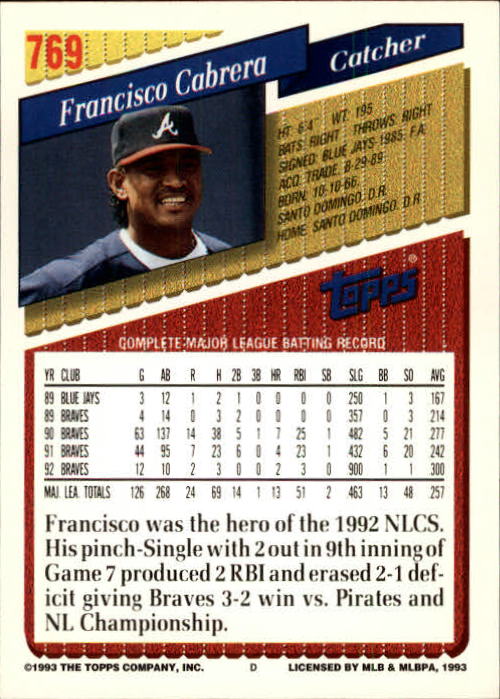 769
Francisco Cabrera
Catcher
A
HT: 6'4" WT: 195
BATS: RIGHT THROWS: RIGHT
SIGNED: BLUE JAYS-1985, F.A.
ACQ: TRADE, 8-29-89
BORN: 10-10-66,
SANTO DOMINGO, D.R.
HOME: SANTO DOMINGO, D.R.
TOPPS®
COMPLETE MAJOR LEAGUE BATTING RECORD
YR CLUB G AB R H 2B 3B HR RBI SB SLG BB SO AVG
89 BLUE JAYS 3 12 1 2 1 0 0 0 0 250 1 3 167
89 BRAVES 4 14 0 3 2 0 0 0 0 357 0 3 214
90 BRAVES 63 137 14 38 5 1 7 25 1 482 5 21 277
91 BRAVES 44 95 7 23 6 0 4 23 1 432 6 20 242
92 BRAVES 12 10 2 3 0 0 2 3 0 900 1 1 300
MAJ. LEA. TOTALS 126 268 24 69 14 1 13 51 2 463 13 48 257
Francisco was the hero of the 1992 NLCS.
His pinch-Single with 2 out in 9th inning of
Game 7 produced 2 RBI and erased 2-1 def-
icit giving Braves 3-2 win vs. Pirates and
NL Championship.
©1993 THE TOPPS COMPANY, INC. D LICENSED BY MLB & MLBPA, 1993